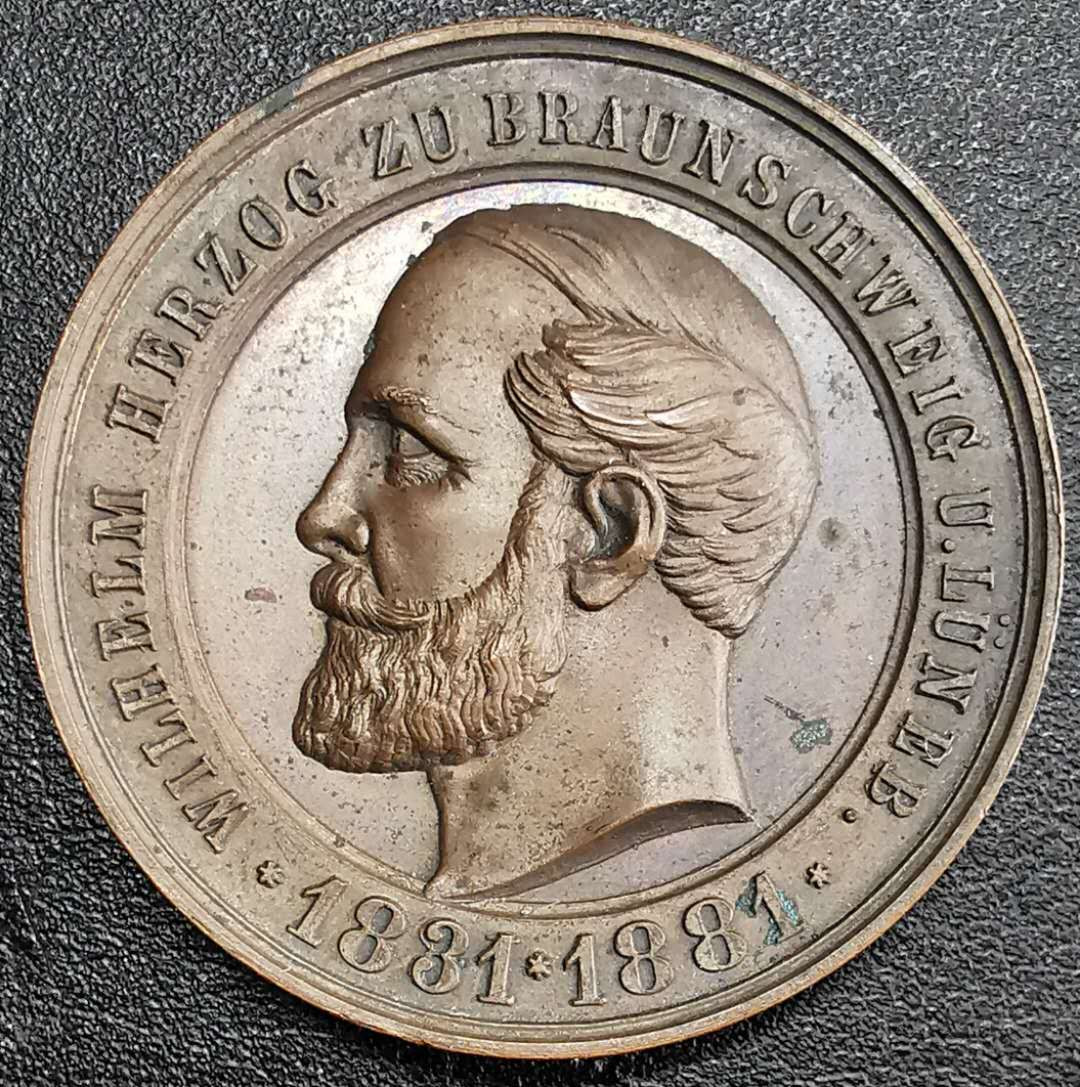 WILHELM HERZOG ZU BRAUNSCHWEIG U. LÜNEB.
* 1831 * 1881 *